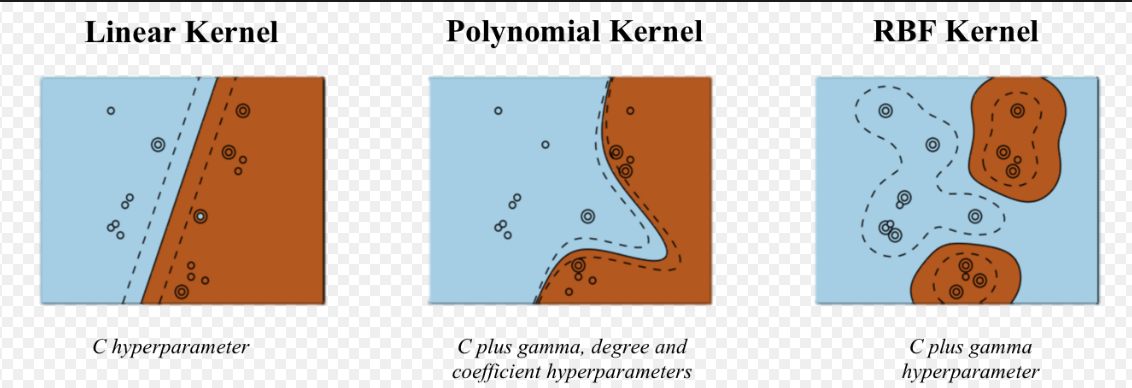 Linear Kernel
Polynomial Kernel
RBF Kernel
C hyperparameter
C plus gamma, degree and
coefficient hyperparameters
C plus gamma
hyperparameter